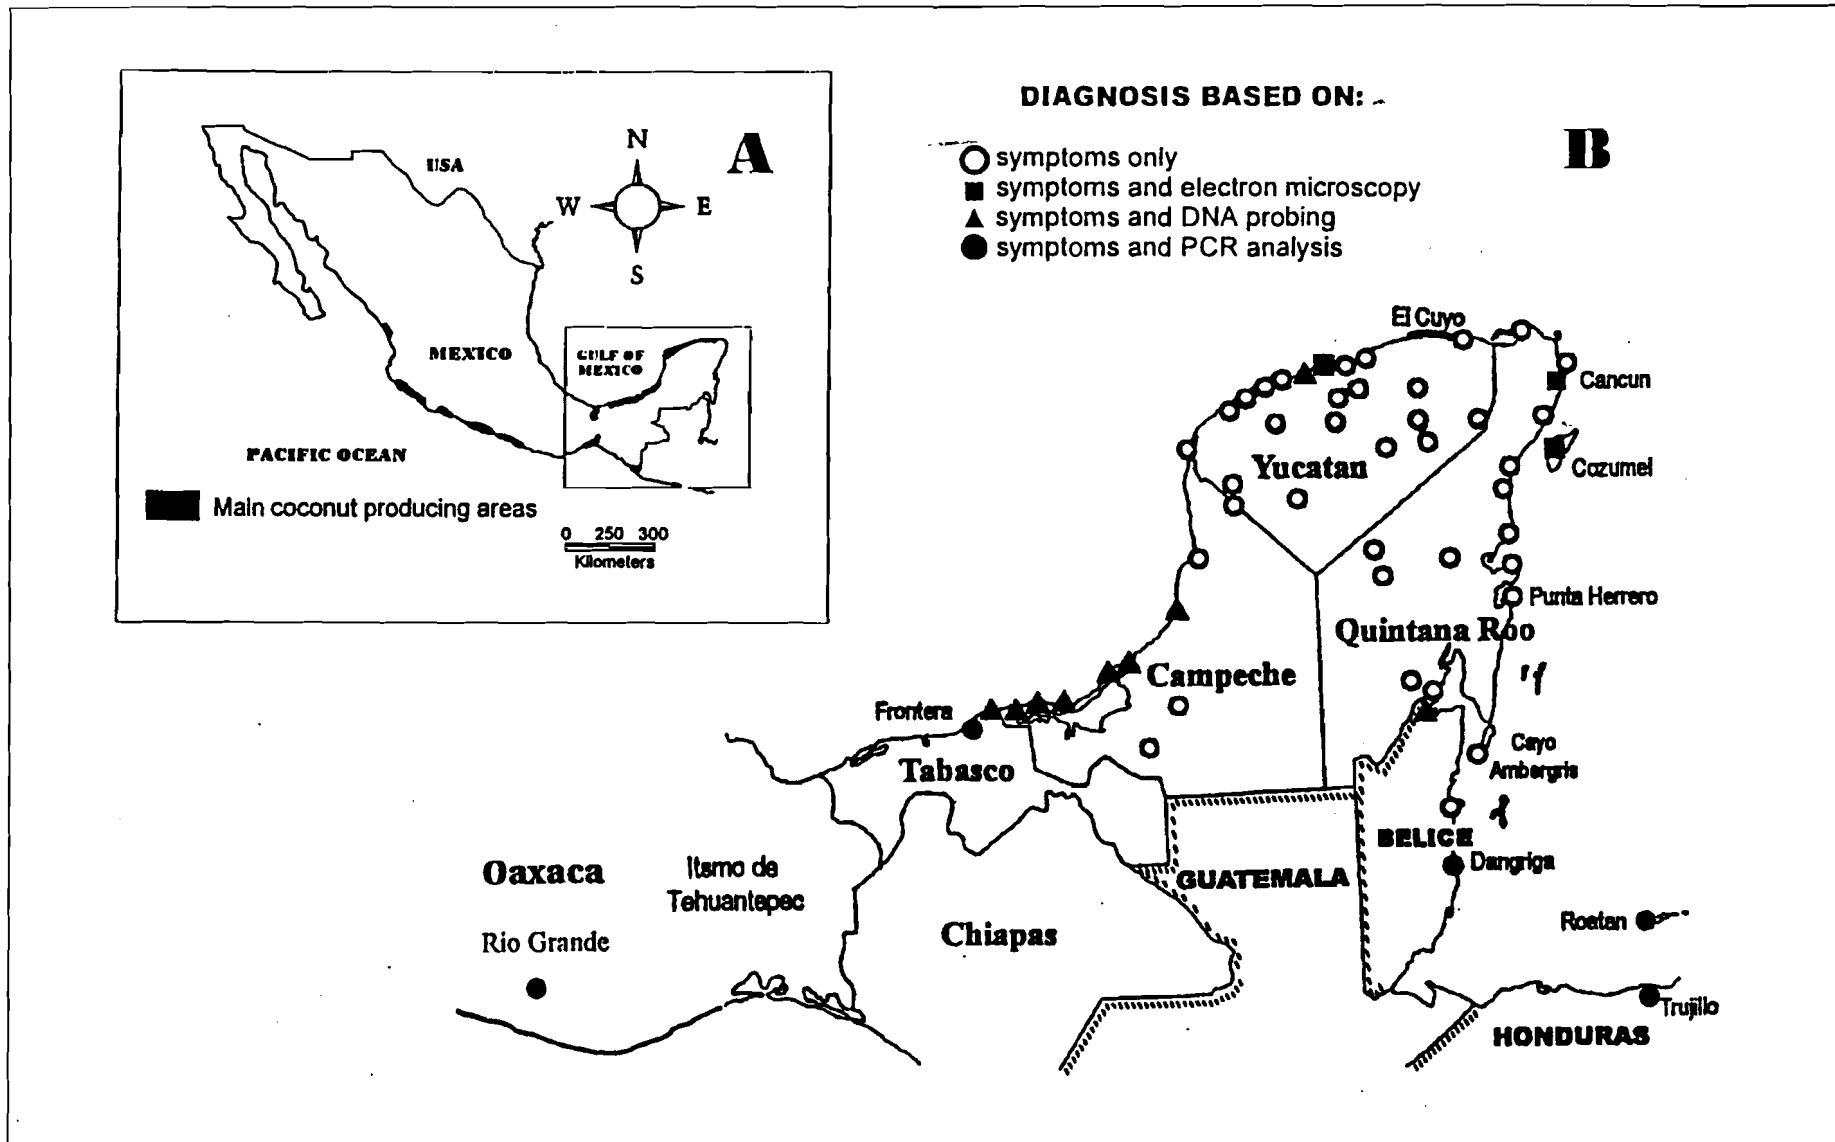 A
N
W E
S
USA
MEXICO
GULF OF
MEXICO
PACIFIC OCEAN
Main coconut producing areas
0 250 300
Kilometers
DIAGNOSIS BASED ON:
B
symptoms only
symptoms and electron microscopy
symptoms and DNA probing
symptoms and PCR analysis
El Cuyo
Cancun
Cozumel
Yucatan
Punta Herrero
Quintana Roo
Campeche
Frontera
Tabasco
Cayo
Ambergris
BELICE
Dangriga
GUATEMALA
Oaxaca
Itsmo de
Tehuantepec
Rio Grande
Chiapas
Roatan
Trujillo
HONDURAS